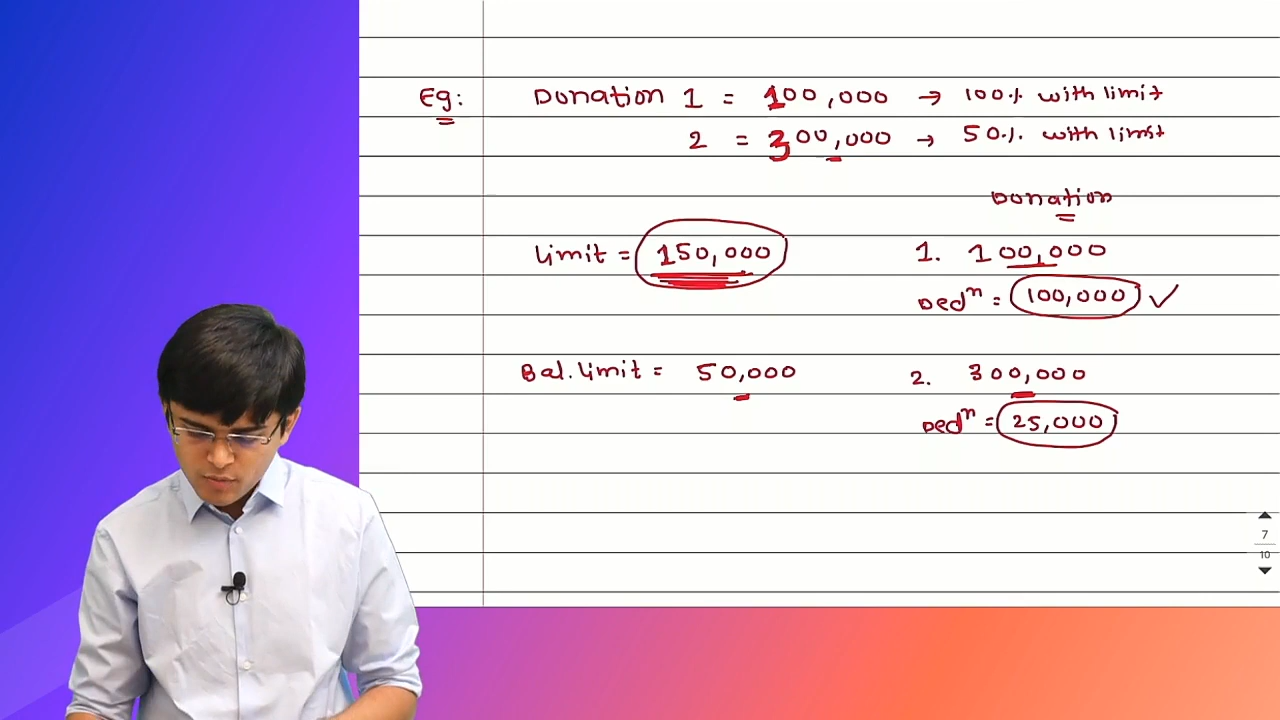 Eg: Donation 1 = 100,000 → 100% with limit
2 = 300,000 → 50% with limit
Donation
Limit = 150,000 1. 100,000
Dedⁿ = 100,000 ✓
Bal. Limit = 50,000 2. 300,000
Dedⁿ = 25,000
7
10